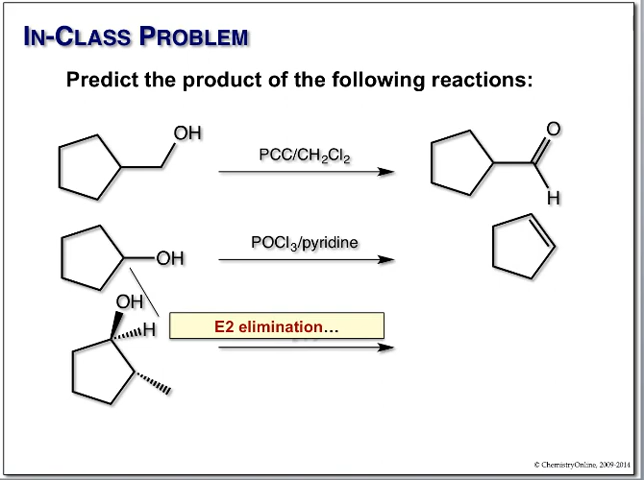 IN-CLASS PROBLEM
Predict the product of the following reactions:
OH
PCC/CH₂Cl₂
O
H
OH
POCl₃/pyridine
OH
H
E2 elimination…
© ChemistryOnline, 2009-2014